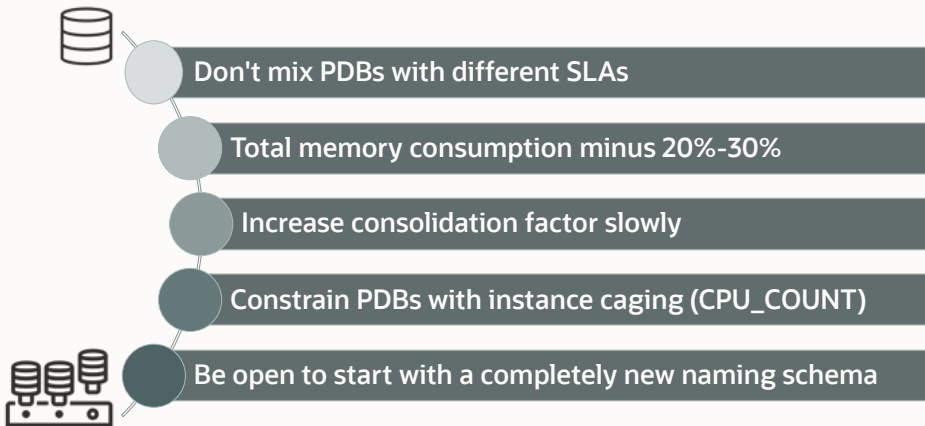 Don't mix PDBs with different SLAs
Total memory consumption minus 20%-30%
Increase consolidation factor slowly
Constrain PDBs with instance caging (CPU_COUNT)
Be open to start with a completely new naming schema